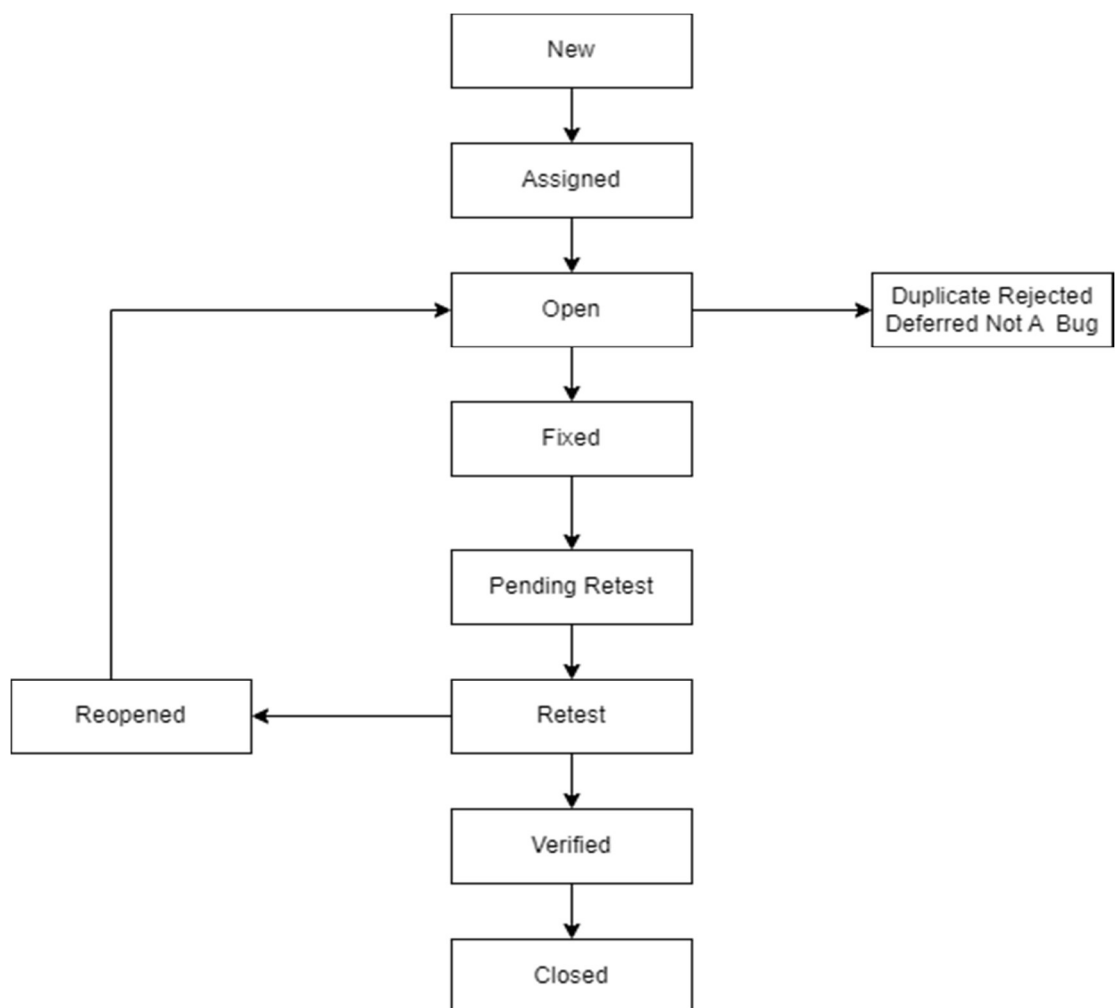 New
Assigned
Open
Duplicate Rejected
Deferred Not A Bug
Fixed
Pending Retest
Reopened
Retest
Verified
Closed